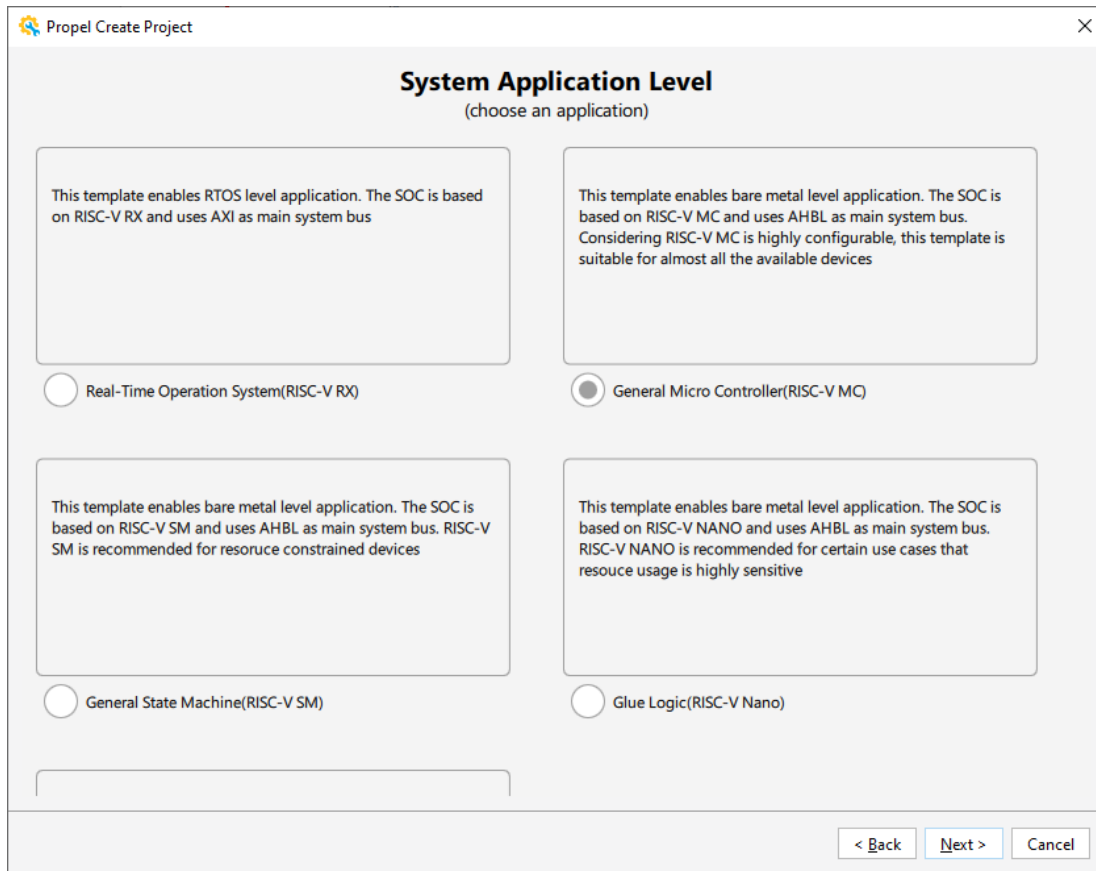 Propel Create Project
System Application Level
(choose an application)
This template enables RTOS level application. The SOC is based
on RISC-V RX and uses AXI as main system bus
Real-Time Operation System(RISC-V RX)
This template enables bare metal level application. The SOC is
based on RISC-V MC and uses AHBL as main system bus.
Considering RISC-V MC is highly configurable, this template is
suitable for almost all the available devices
General Micro Controller(RISC-V MC)
This template enables bare metal level application. The SOC is
based on RISC-V SM and uses AHBL as main system bus. RISC-V
SM is recommended for resoruce constrained devices
General State Machine(RISC-V SM)
This template enables bare metal level application. The SOC is
based on RISC-V NANO and uses AHBL as main system bus.
RISC-V NANO is recommended for certain use cases that
resouce usage is highly sensitive
Glue Logic(RISC-V Nano)
< Back
Next >
Cancel